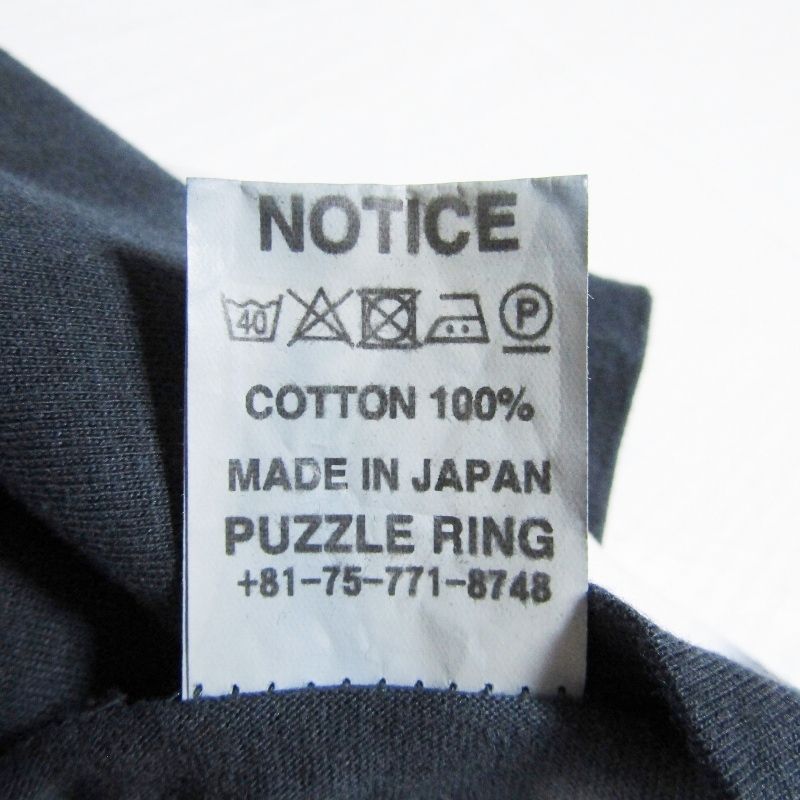 NOTICE
40 P
COTTON 100%
MADE IN JAPAN
PUZZLE RING
+81-75-771-8748